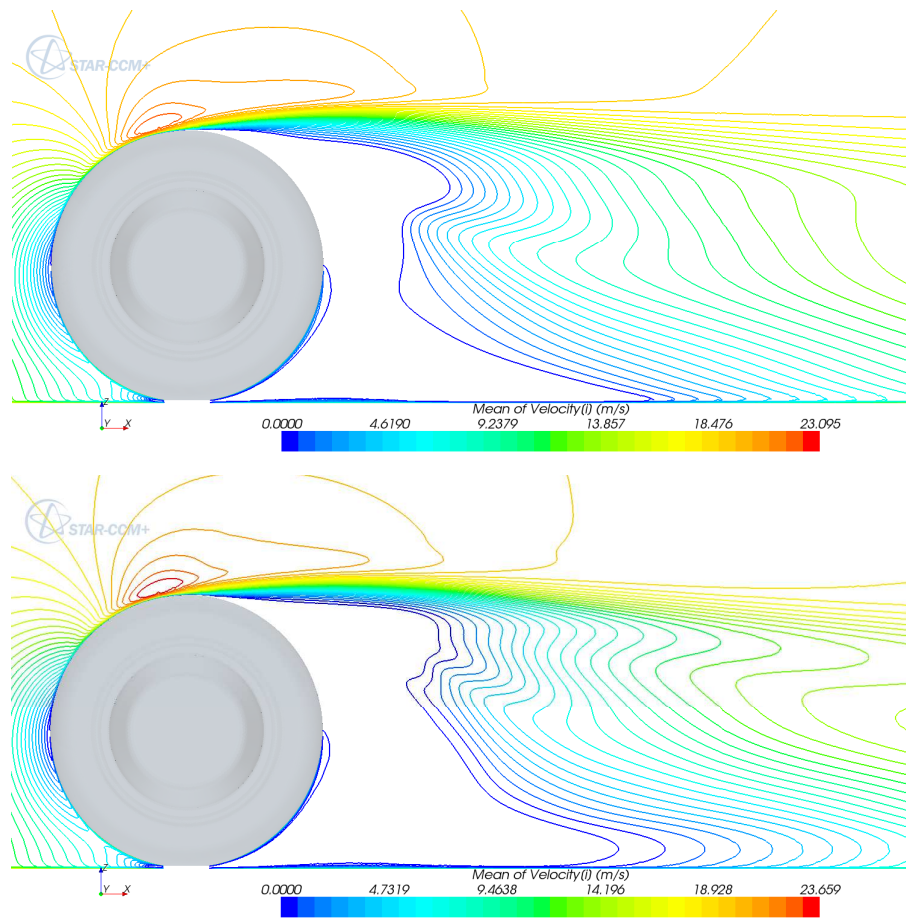 STAR-CCM+
Z
Y X
Mean of Velocity[i] (m/s)
0.0000 4.6190 9.2379 13.857 18.476 23.095
STAR-CCM+
Z
Y X
Mean of Velocity[i] (m/s)
0.0000 4.7319 9.4638 14.196 18.928 23.659